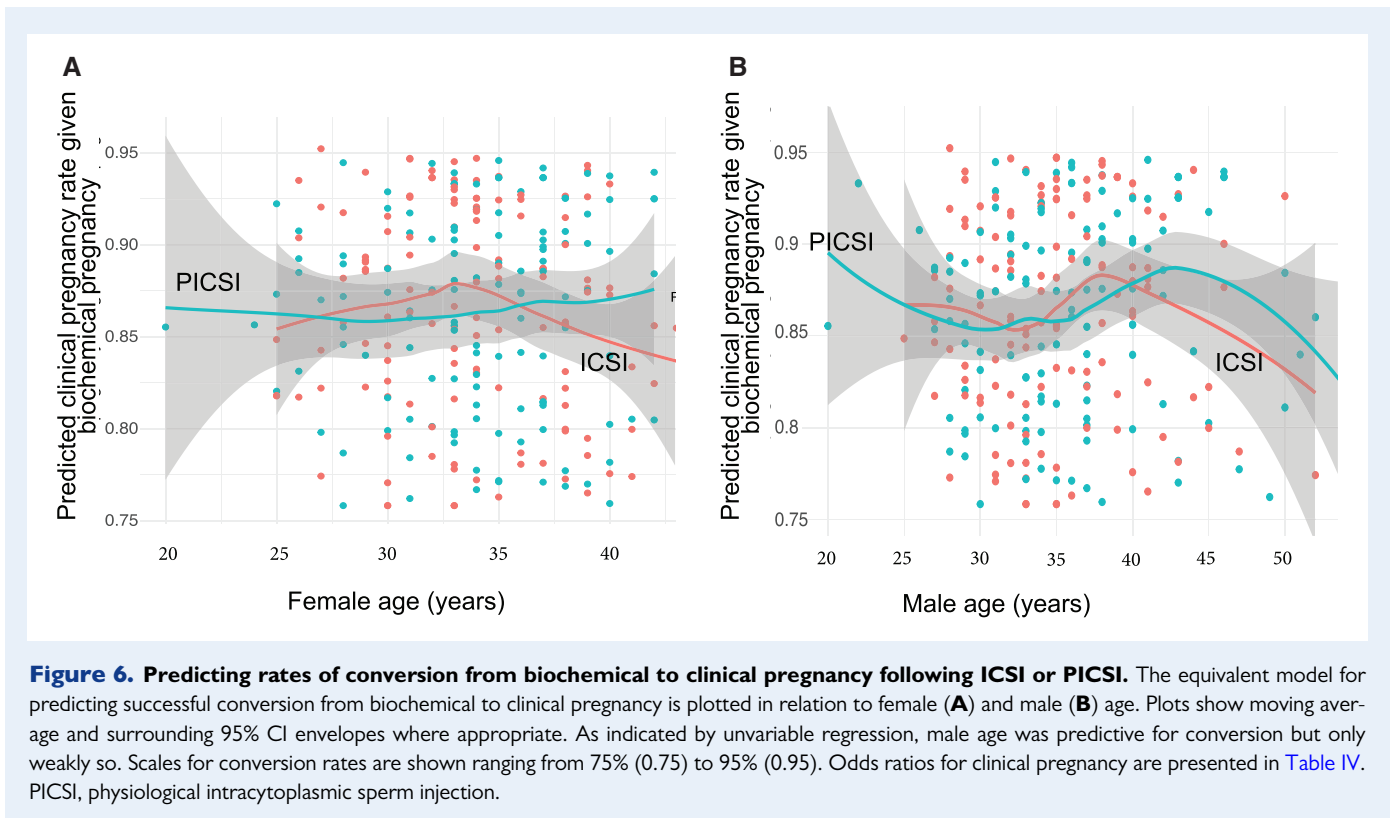 A
Predicted clinical pregnancy rate given
biochemical pregnancy
0.95
0.90
0.85
0.80
0.75
PICSI
ICSI
20 25 30 35 40
Female age (years)
B
Predicted clinical pregnancy rate given
biochemical pregnancy
0.95
0.9
0.85
0.8
0.75
PICSI
ICSI
20 25 30 35 40 45 50
Male age (years)
Figure 6. Predicting rates of conversion from biochemical to clinical pregnancy following ICSI or PICSI. The equivalent model for
predicting successful conversion from biochemical to clinical pregnancy is plotted in relation to female (A) and male (B) age. Plots show moving aver-
age and surrounding 95% CI envelopes where appropriate. As indicated by unvariable regression, male age was predictive for conversion but only
weakly so. Scales for conversion rates are shown ranging from 75% (0.75) to 95% (0.95). Odds ratios for clinical pregnancy are presented in Table IV.
PICSI, physiological intracytoplasmic sperm injection.